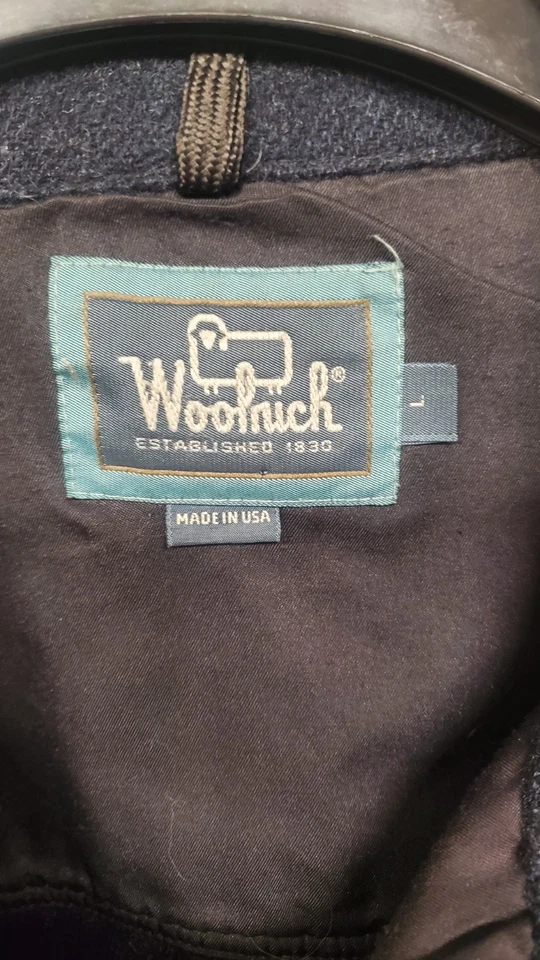 Woolrich®
ESTABLISHED 1830
L
MADE IN USA